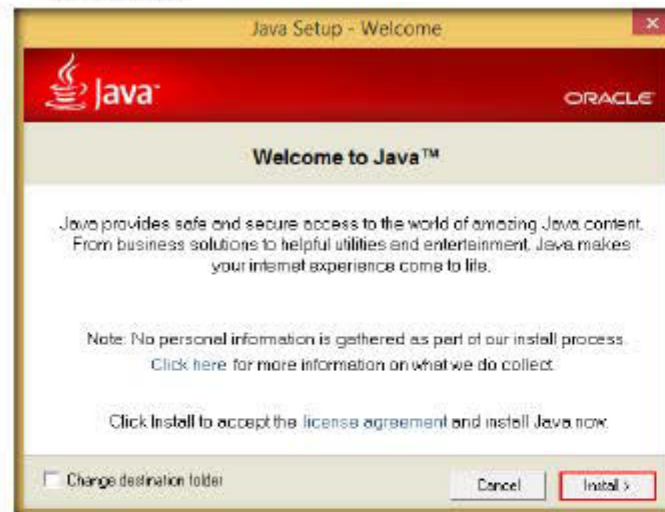 Java Setup - Welcome
Java
ORACLE
Welcome to Java™
Java provides safe and secure access to the world of amazing Java content.
From business solutions to helpful utilities and entertainment, Java makes
your internet experience come to life.
Note: No personal information is gathered as part of our install process.
Click here for more information on what we do collect.
Click Install to accept the license agreement and install Java now.
Change destination folder
Cancel
Install >